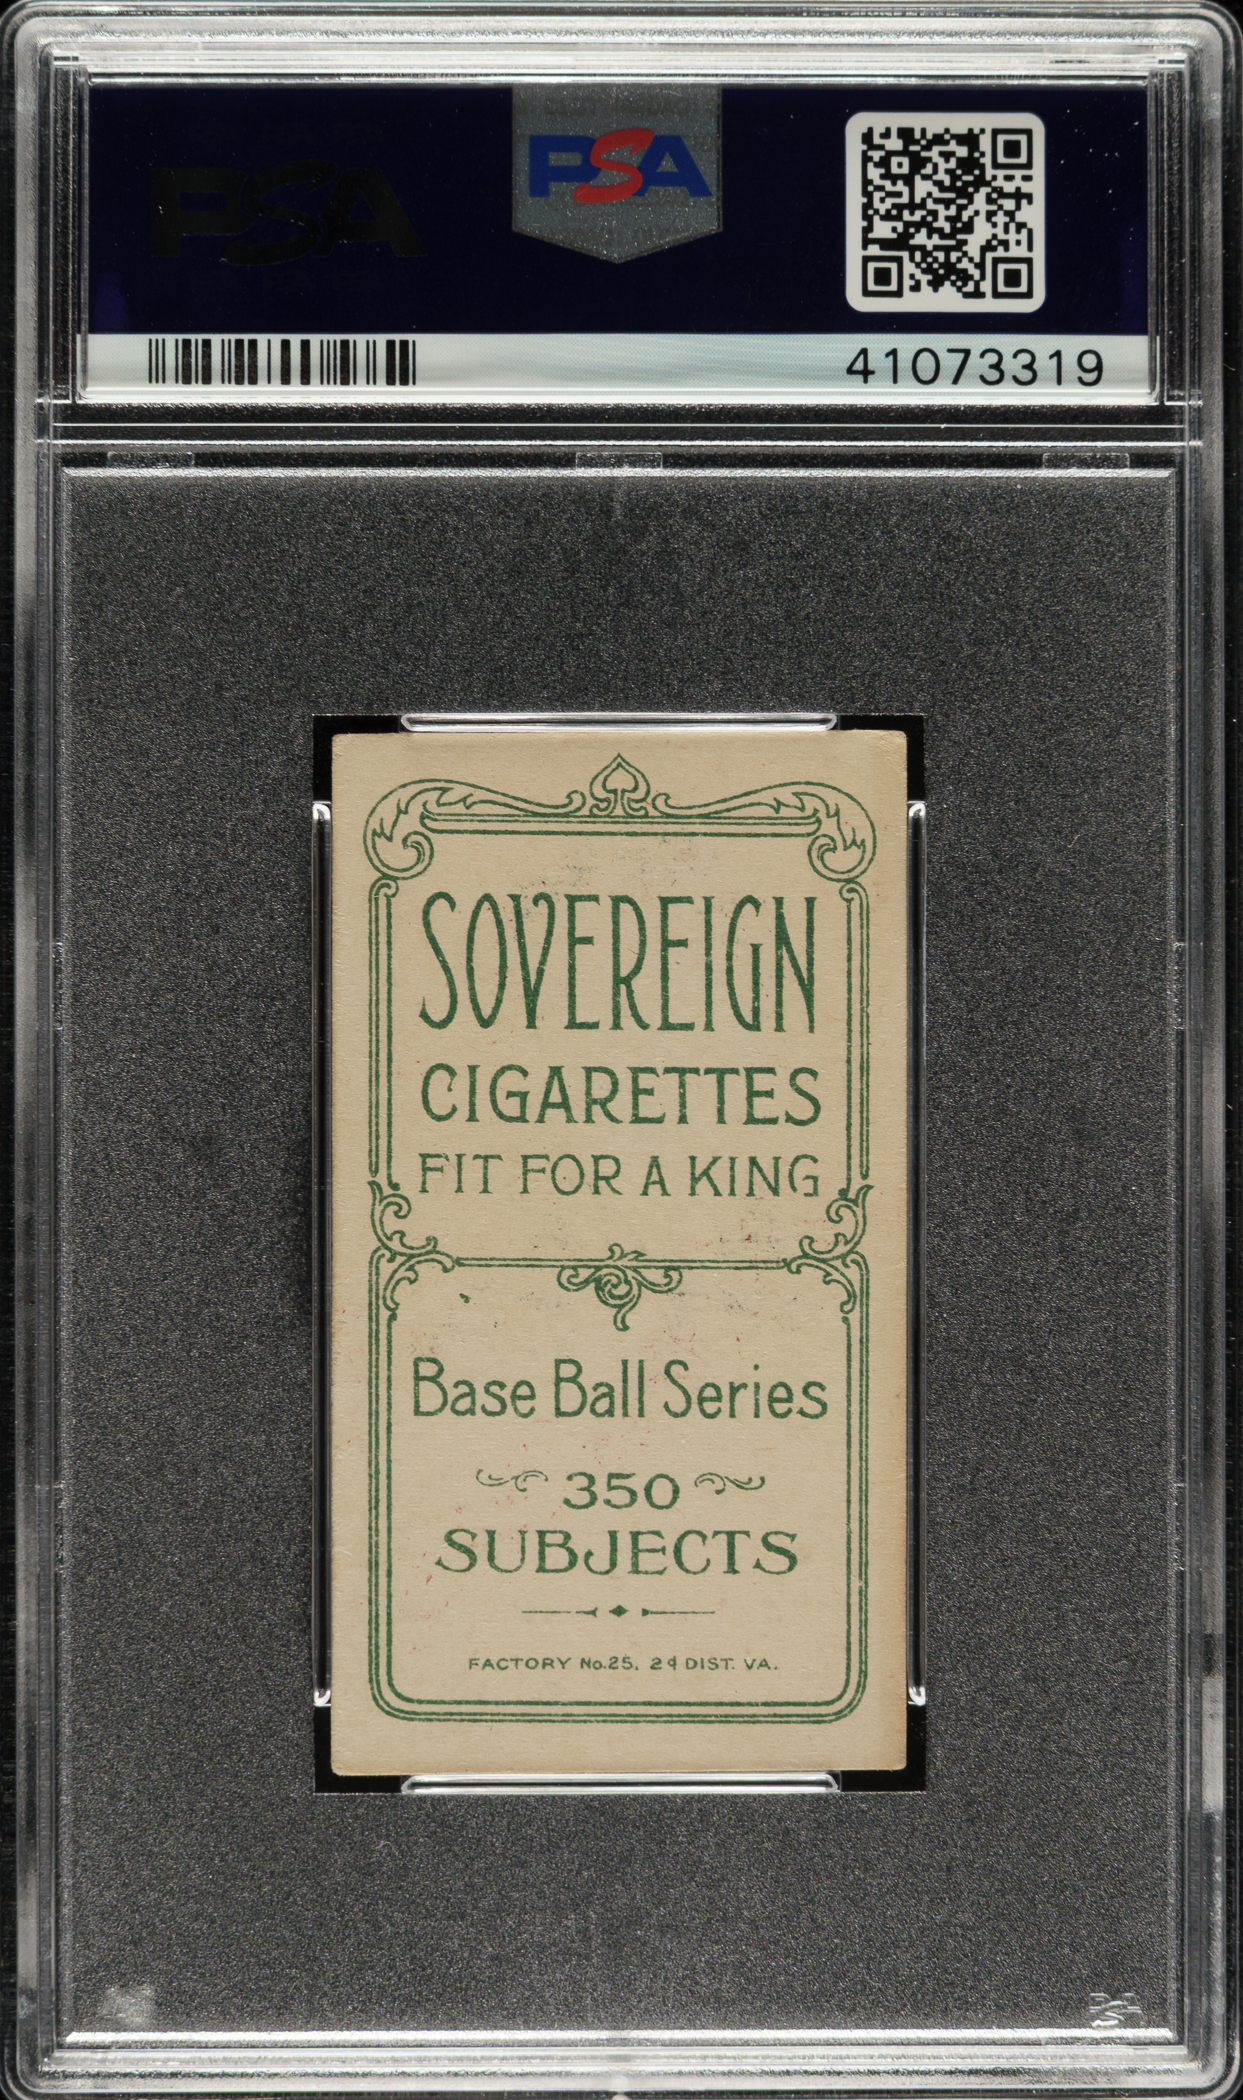 PSA
PSA
41073319
SOVEREIGN
CIGARETTES
FIT FOR A KING
Base Ball Series
350
SUBJECTS
FACTORY No.25, 2d DIST. VA.
PSA